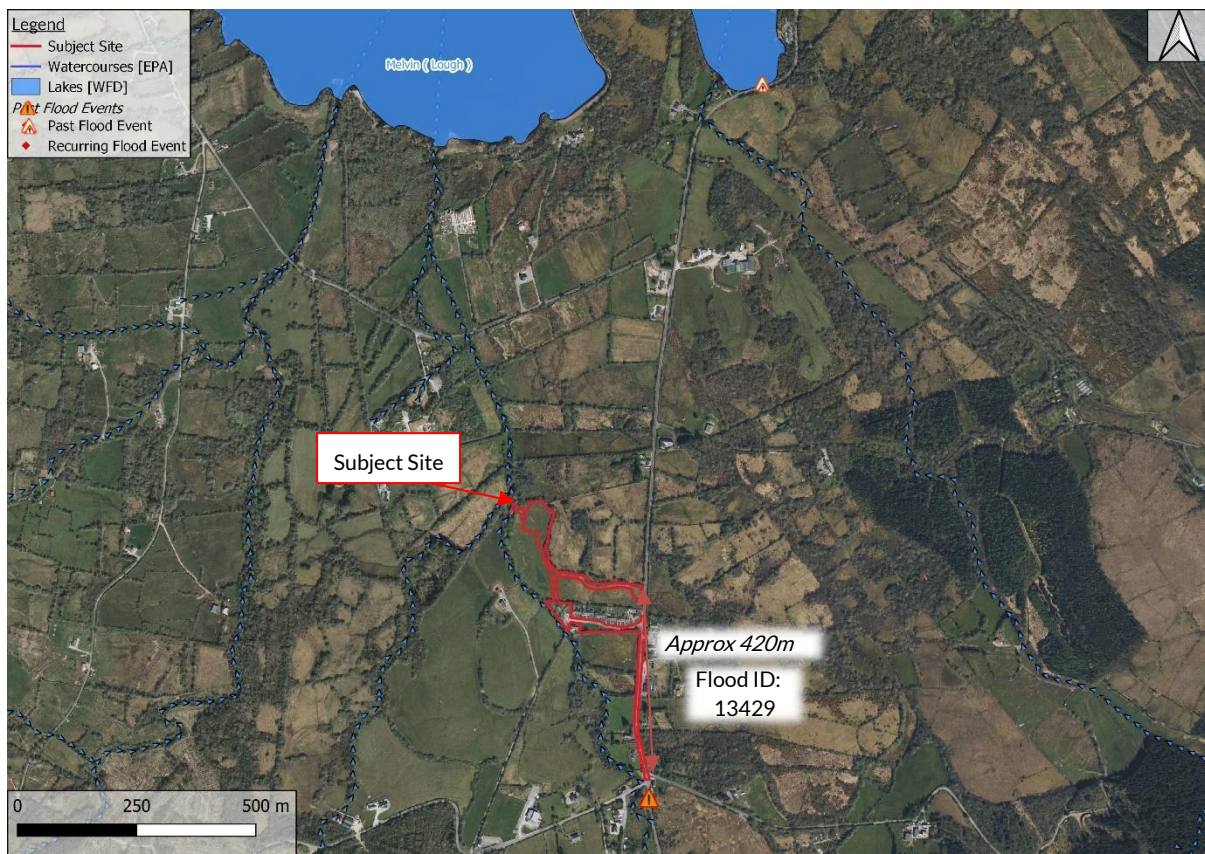 Legend
Subject Site
Watercourses [EPA]
Lakes [WFD]
Past Flood Events
Past Flood Event
Recurring Flood Event
Melvin (Lough)
Subject Site
Approx 420m
Flood ID:
13429
0 250 500 m